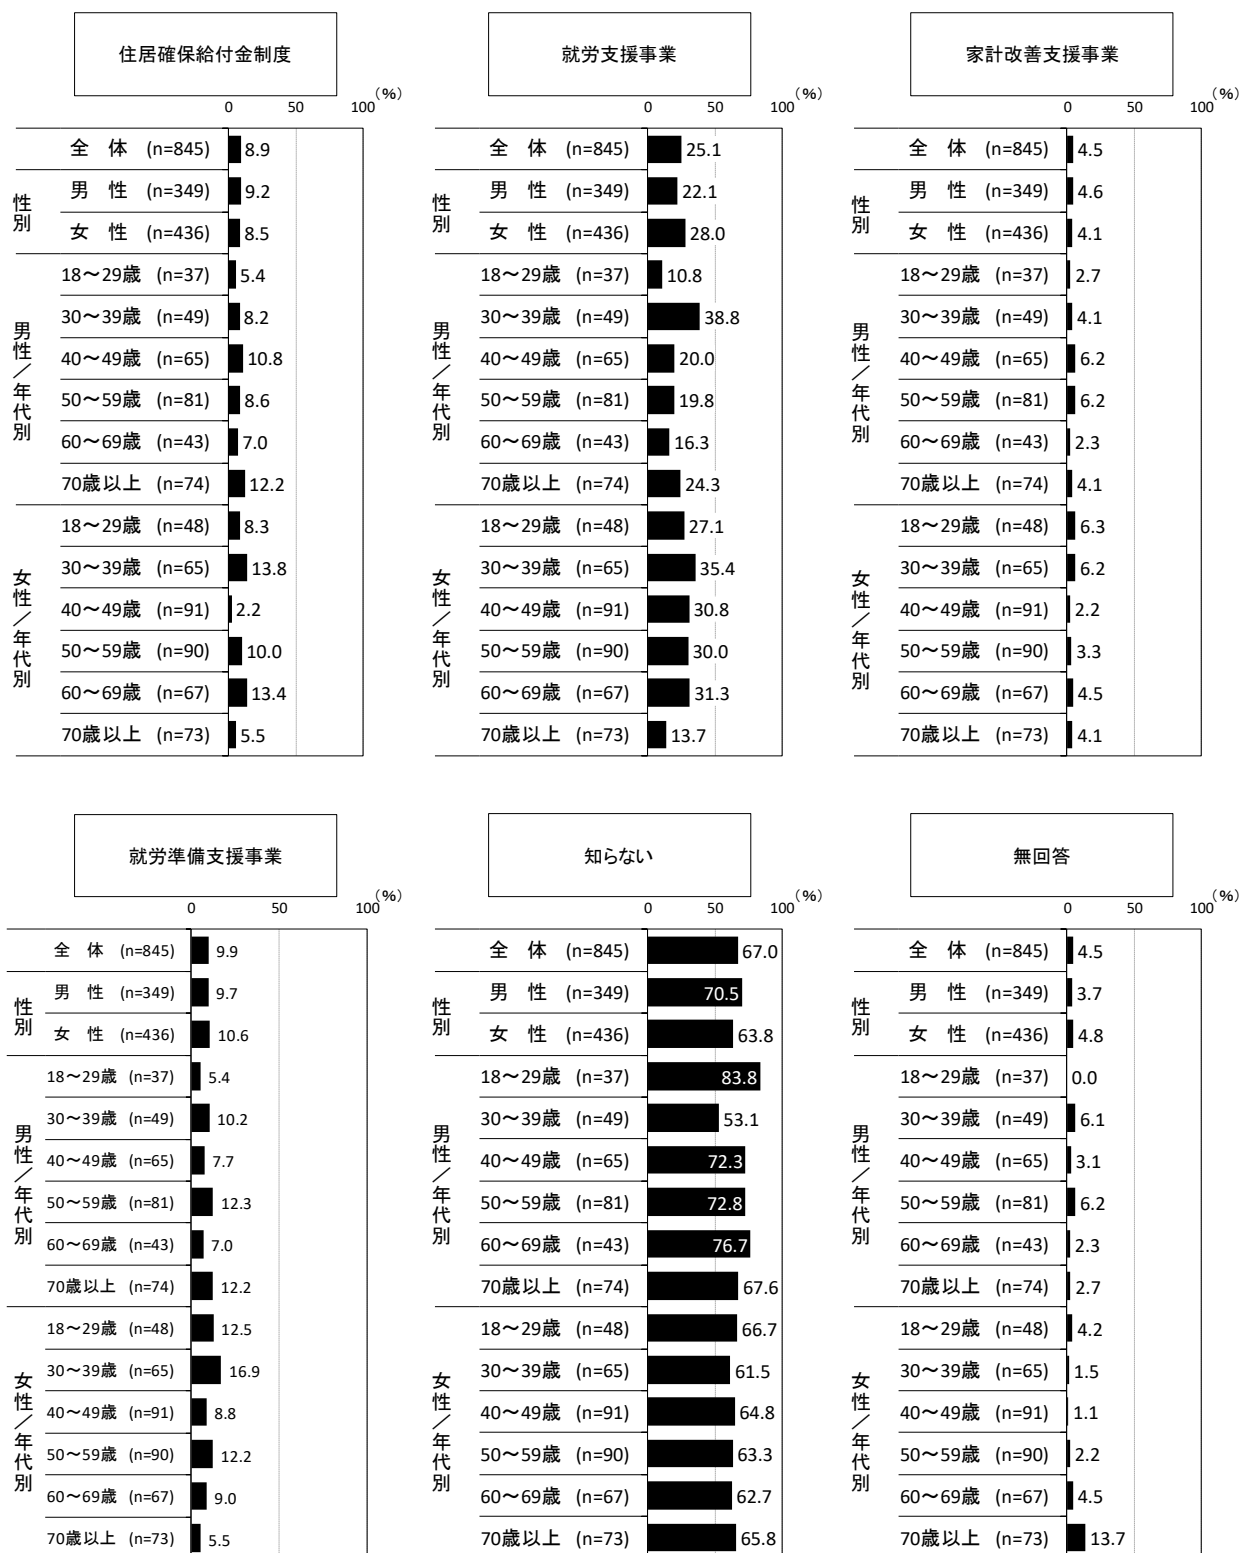 住居確保給付金制度
0 50 100 (%)
全 体 (n=845) 8.9
性別
男 性 (n=349) 9.2
女 性 (n=436) 8.5
男性/年代別
18~29歳 (n=37) 5.4
30~39歳 (n=49) 8.2
40~49歳 (n=65) 10.8
50~59歳 (n=81) 8.6
60~69歳 (n=43) 7.0
70歳以上 (n=74) 12.2
女性/年代別
18~29歳 (n=48) 8.3
30~39歳 (n=65) 13.8
40~49歳 (n=91) 2.2
50~59歳 (n=90) 10.0
60~69歳 (n=67) 13.4
70歳以上 (n=73) 5.5
就労支援事業
0 50 100 (%)
全 体 (n=845) 25.1
性別
男 性 (n=349) 22.1
女 性 (n=436) 28.0
男性/年代別
18~29歳 (n=37) 10.8
30~39歳 (n=49) 38.8
40~49歳 (n=65) 20.0
50~59歳 (n=81) 19.8
60~69歳 (n=43) 16.3
70歳以上 (n=74) 24.3
女性/年代別
18~29歳 (n=48) 27.1
30~39歳 (n=65) 35.4
40~49歳 (n=91) 30.8
50~59歳 (n=90) 30.0
60~69歳 (n=67) 31.3
70歳以上 (n=73) 13.7
家計改善支援事業
0 50 100 (%)
全 体 (n=845) 4.5
性別
男 性 (n=349) 4.6
女 性 (n=436) 4.1
男性/年代別
18~29歳 (n=37) 2.7
30~39歳 (n=49) 4.1
40~49歳 (n=65) 6.2
50~59歳 (n=81) 6.2
60~69歳 (n=43) 2.3
70歳以上 (n=74) 4.1
女性/年代別
18~29歳 (n=48) 6.3
30~39歳 (n=65) 6.2
40~49歳 (n=91) 2.2
50~59歳 (n=90) 3.3
60~69歳 (n=67) 4.5
70歳以上 (n=73) 4.1
就労準備支援事業
0 50 100 (%)
全 体 (n=845) 9.9
性別
男 性 (n=349) 9.7
女 性 (n=436) 10.6
男性/年代別
18~29歳 (n=37) 5.4
30~39歳 (n=49) 10.2
40~49歳 (n=65) 7.7
50~59歳 (n=81) 12.3
60~69歳 (n=43) 7.0
70歳以上 (n=74) 12.2
女性/年代別
18~29歳 (n=48) 12.5
30~39歳 (n=65) 16.9
40~49歳 (n=91) 8.8
50~59歳 (n=90) 12.2
60~69歳 (n=67) 9.0
70歳以上 (n=73) 5.5
知らない
0 50 100 (%)
全 体 (n=845) 67.0
性別
男 性 (n=349) 70.5
女 性 (n=436) 63.8
男性/年代別
18~29歳 (n=37) 83.8
30~39歳 (n=49) 53.1
40~49歳 (n=65) 72.3
50~59歳 (n=81) 72.8
60~69歳 (n=43) 76.7
70歳以上 (n=74) 67.6
女性/年代別
18~29歳 (n=48) 66.7
30~39歳 (n=65) 61.5
40~49歳 (n=91) 64.8
50~59歳 (n=90) 63.3
60~69歳 (n=67) 62.7
70歳以上 (n=73) 65.8
無回答
0 50 100 (%)
全 体 (n=845) 4.5
性別
男 性 (n=349) 3.7
女 性 (n=436) 4.8
男性/年代別
18~29歳 (n=37) 0.0
30~39歳 (n=49) 6.1
40~49歳 (n=65) 3.1
50~59歳 (n=81) 6.2
60~69歳 (n=43) 2.3
70歳以上 (n=74) 2.7
女性/年代別
18~29歳 (n=48) 4.2
30~39歳 (n=65) 1.5
40~49歳 (n=91) 1.1
50~59歳 (n=90) 2.2
60~69歳 (n=67) 4.5
70歳以上 (n=73) 13.7